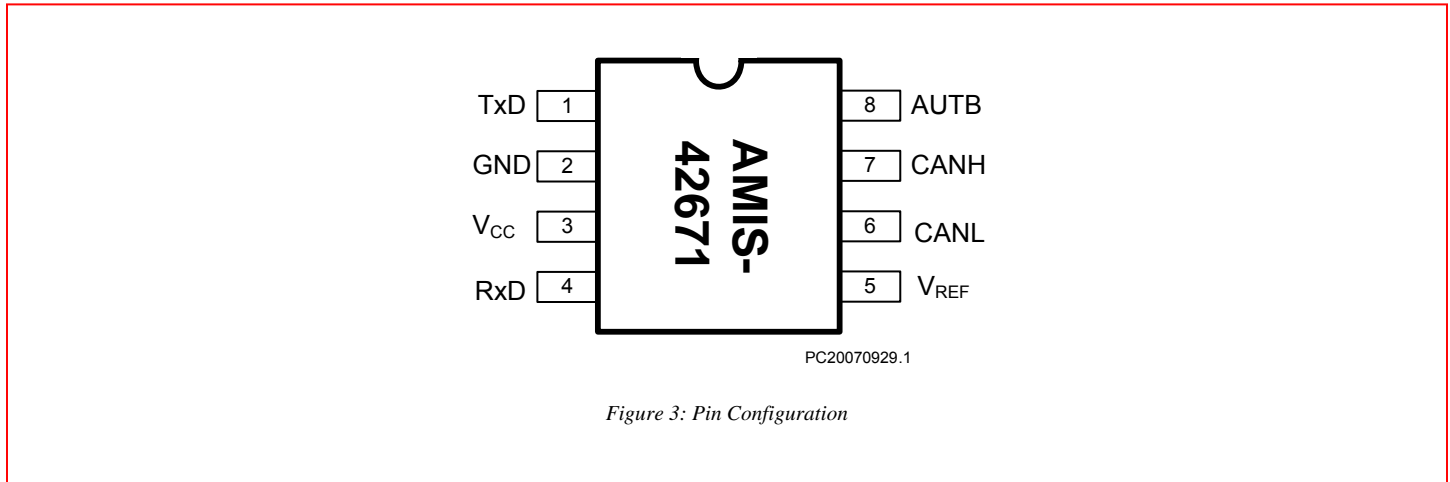 TxD 1
GND 2
VCC 3
RxD 4
AMIS-
42671
8 AUTB
7 CANH
6 CANL
5 VREF
PC20070929.1
Figure 3: Pin Configuration